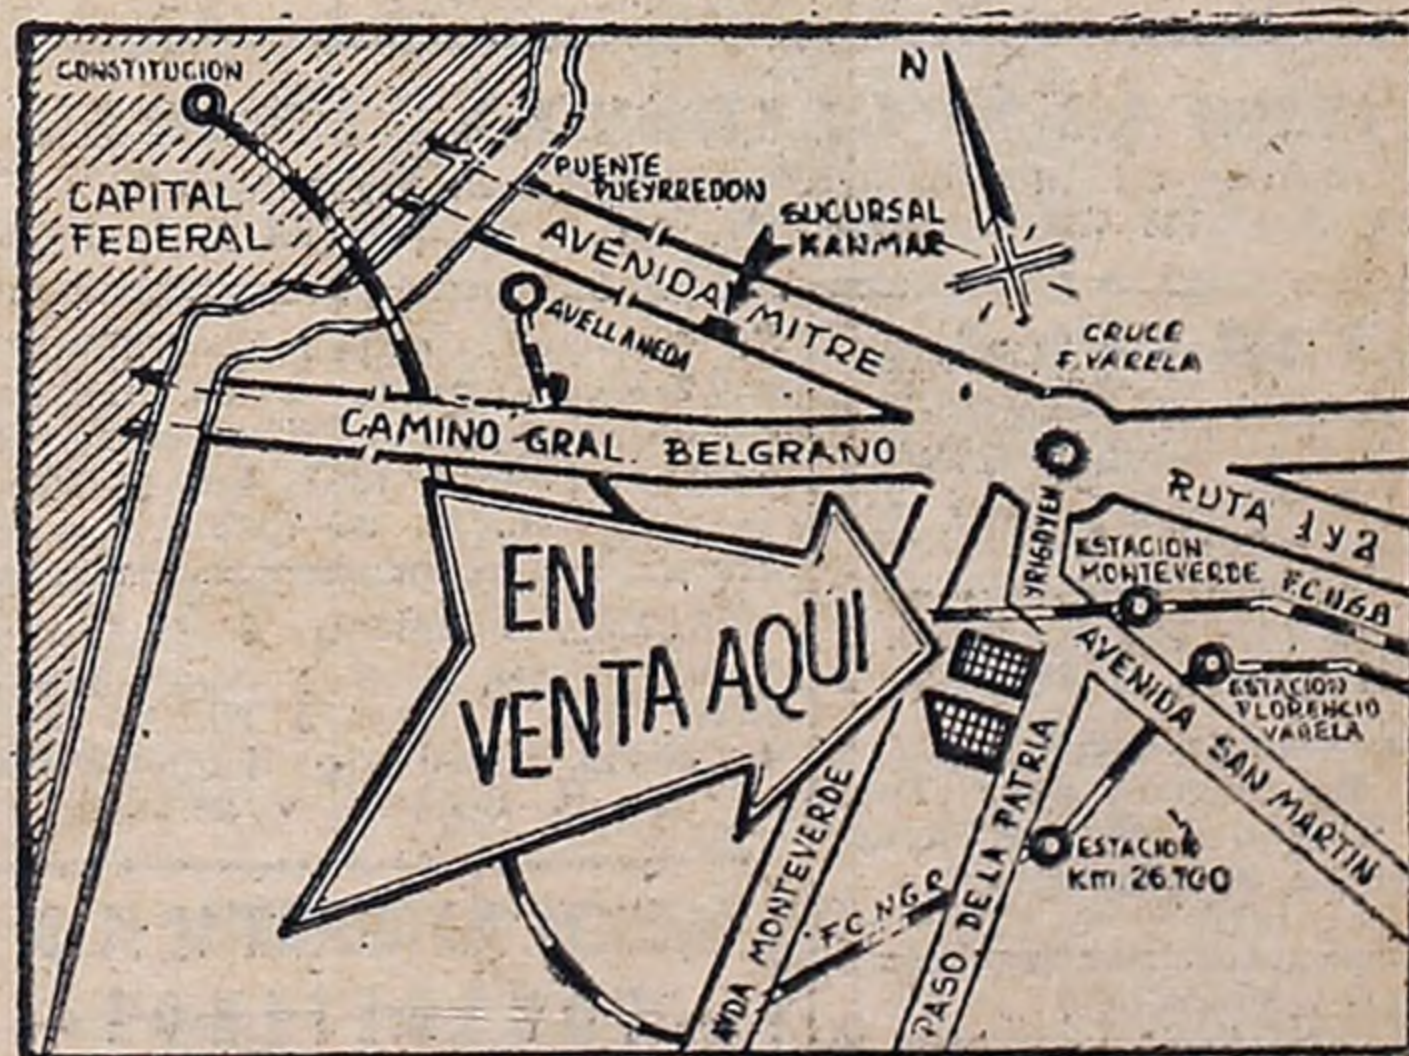 CONSTITUCION
CAPITAL
FEDERAL
N
PUENTE
PUEYRREDON
SUCURSAL
KANMAR
AVENIDA MITRE
AVELLANEDA
CRUCE
F. VARELA
CAMINO GRAL. BELGRANO
RUTA 1 y 2
YRIGOYEN
ESTACION
MONTEVERDE
EN
VENTA AQUI
AVENIDA SAN MARTIN
ESTACION
FLORENCIO
VARELA
AVDA MONTEVERDE
F.C.N.G.R
PASO DE LA PATRIA
ESTACION
Km. 26.700